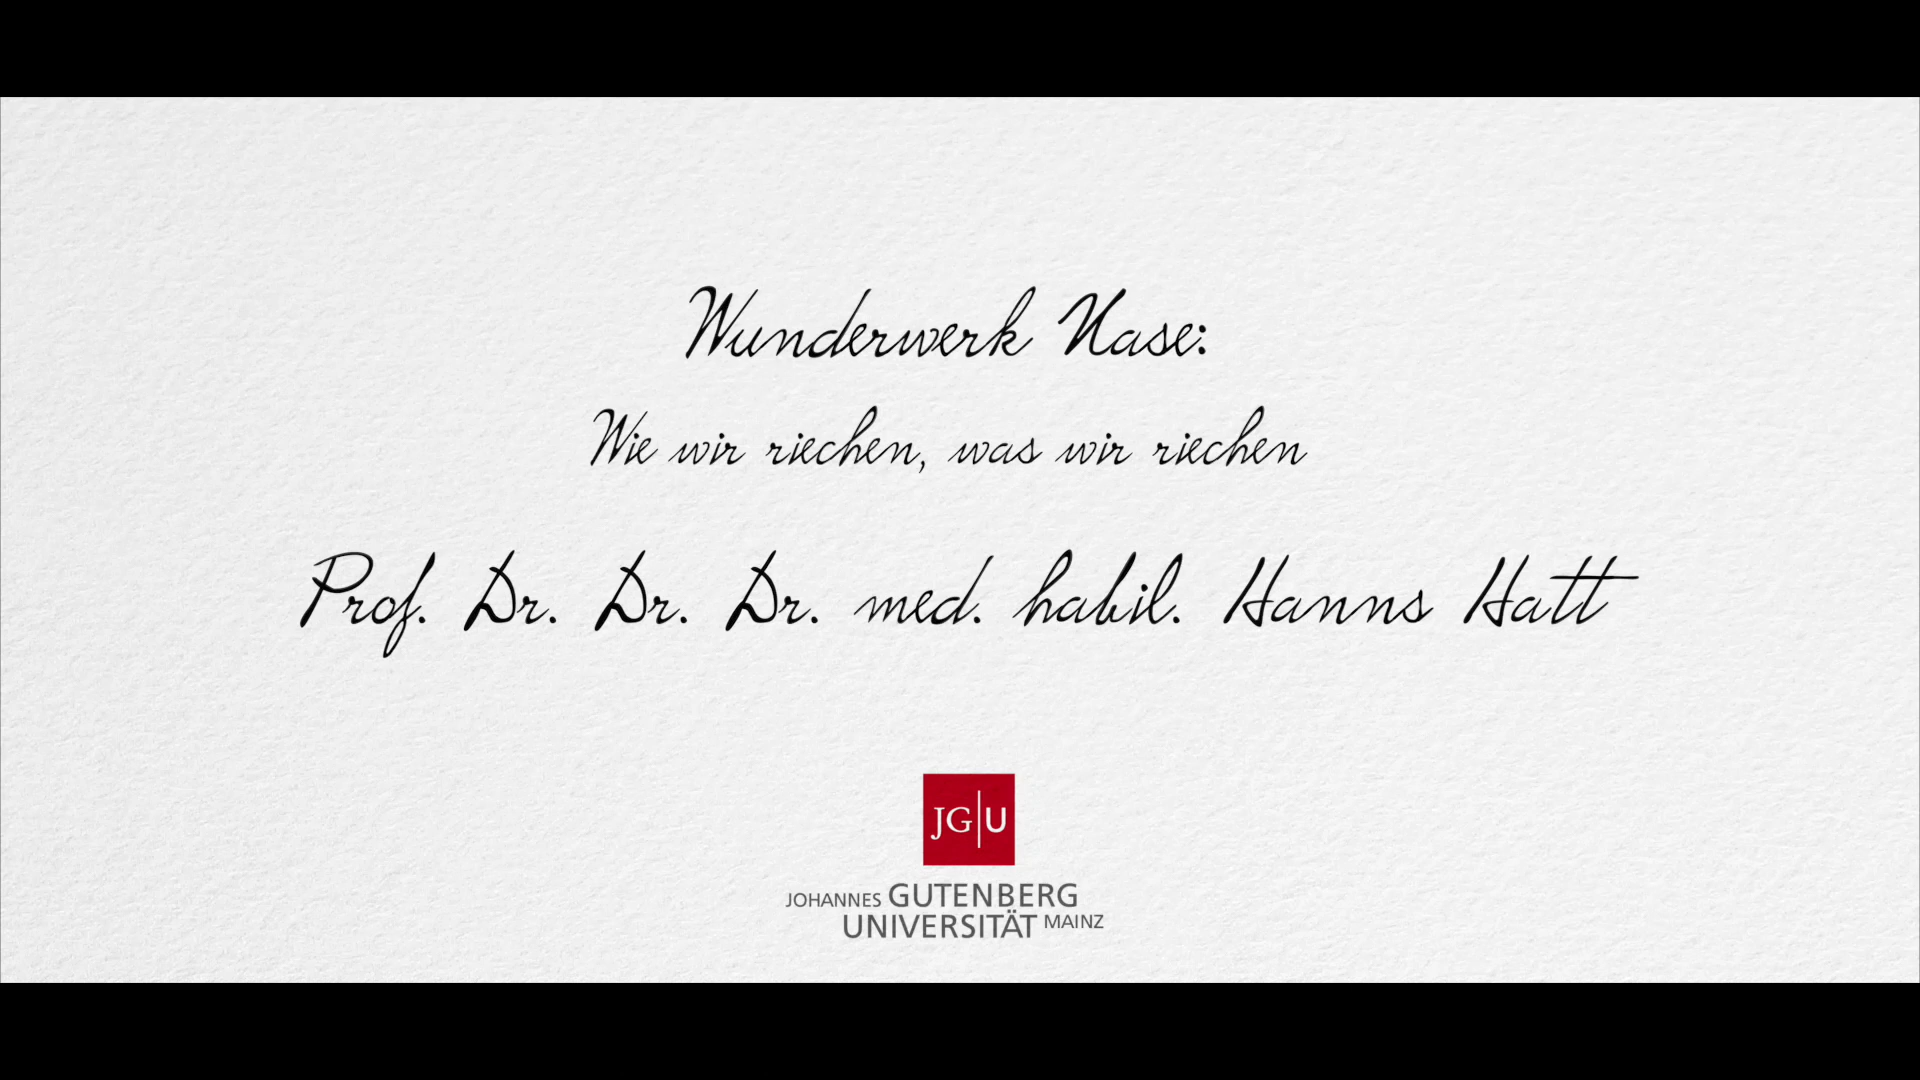 Wunderwerk Nase:
Wie wir riechen, was wir riechen
Prof. Dr. Dr. Dr. med. habil. Hanns Hatt
JG|U
JOHANNES GUTENBERG
UNIVERSITÄT MAINZ